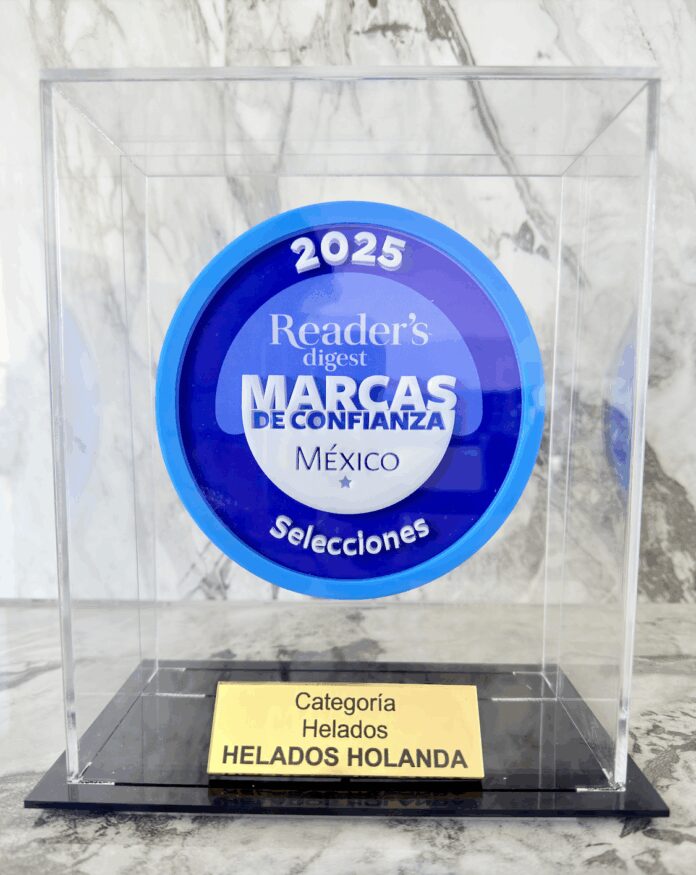 2025
Reader's
digest
MARCAS
DE CONFIANZA
MÉXICO
Selecciones
Categoría
Helados
HELADOS HOLANDA